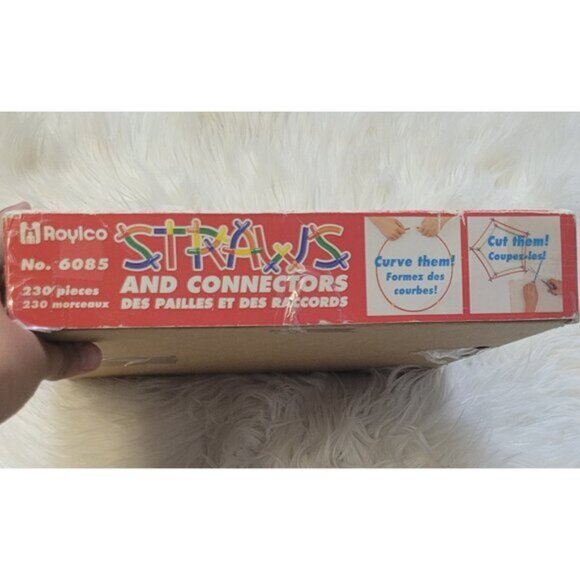 Roylco
No. 6085
230 pieces
230 morceaux
STRAWS
AND CONNECTORS
DES PAILLES ET DES RACCORDS
Curve them!
Formez des
courbes!
Cut them!
Coupez-les!